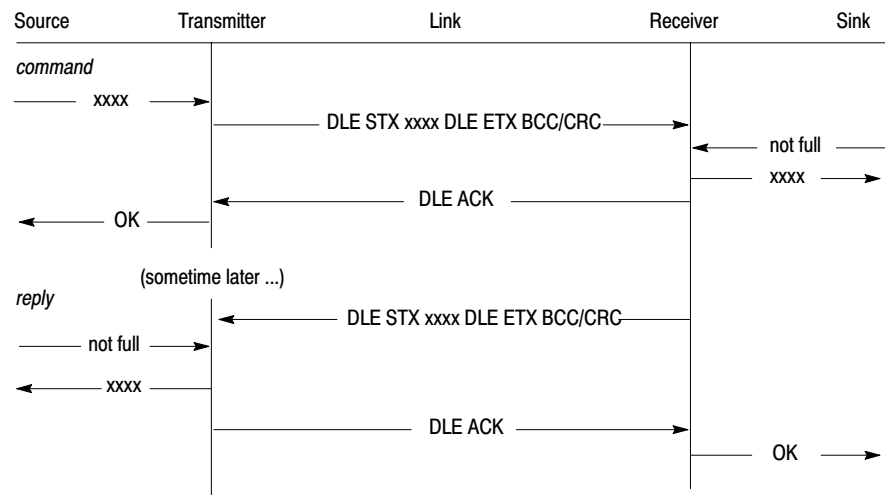 Source Transmitter Link Receiver Sink
command
xxxx
DLE STX xxxx DLE ETX BCC/CRC
not full
xxxx
DLE ACK
OK
(sometime later ...)
reply
DLE STX xxxx DLE ETX BCC/CRC
not full
xxxx
DLE ACK
OK